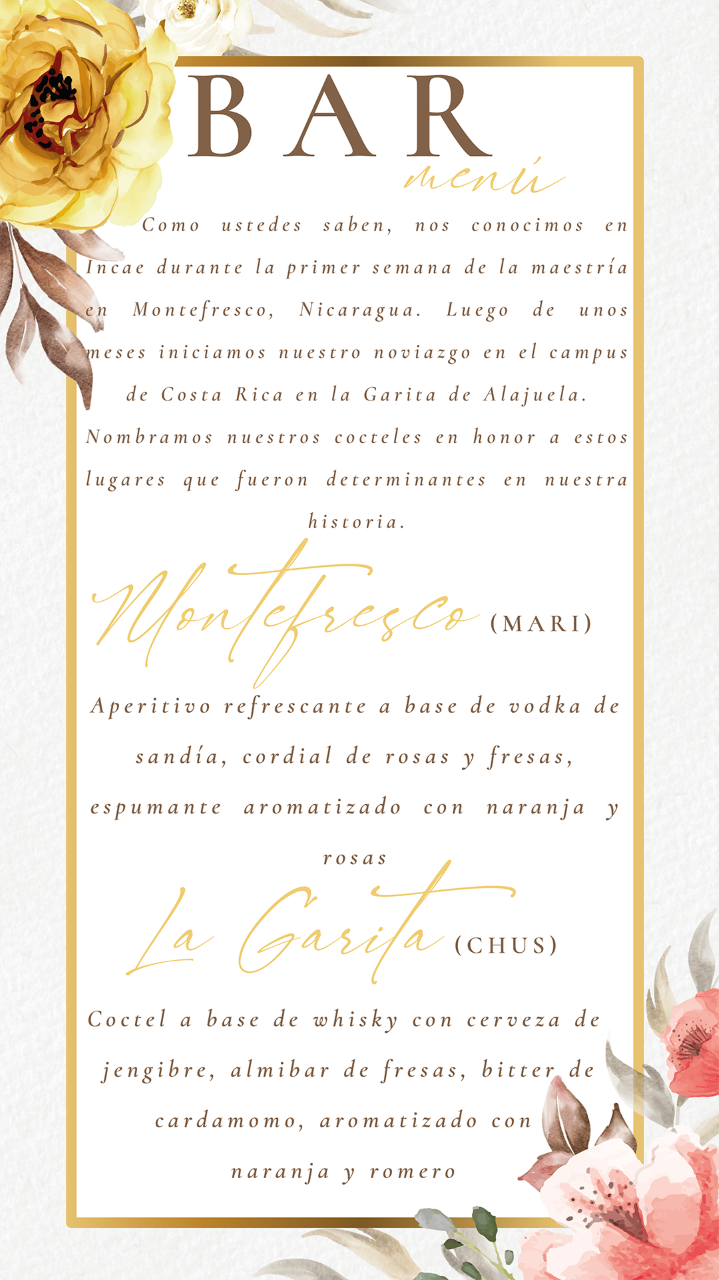 BAR
menú
Como ustedes saben, nos conocimos en
Incae durante la primer semana de la maestría
en Montefresco, Nicaragua. Luego de unos
meses iniciamos nuestro noviazgo en el campus
de Costa Rica en la Garita de Alajuela.
Nombramos nuestros cocteles en honor a estos
lugares que fueron determinantes en nuestra
historia.
Montefresco (MARI)
Aperitivo refrescante a base de vodka de
sandía, cordial de rosas y fresas,
espumante aromatizado con naranja y
rosas
La Garita (CHUS)
Coctel a base de whisky con cerveza de
jengibre, almibar de fresas, bitter de
cardamomo, aromatizado con
naranja y romero